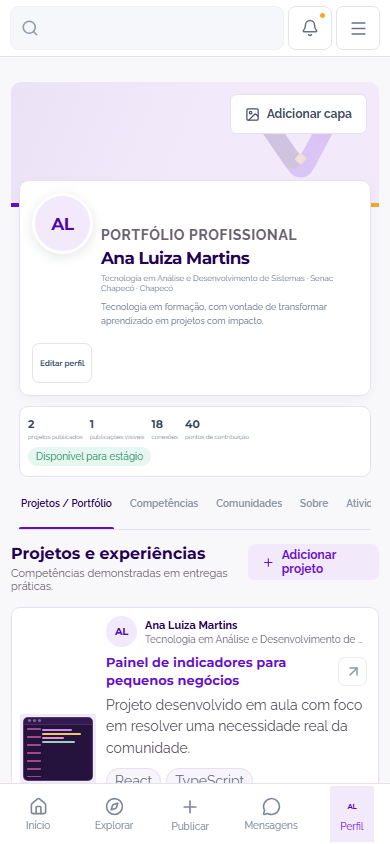 Adicionar capa
AL
PORTFÓLIO PROFISSIONAL
Ana Luiza Martins
Tecnologia em Análise e Desenvolvimento de Sistemas · Senac
Chapecó · Chapecó
Tecnologia em formação, com vontade de transformar
aprendizado em projetos com impacto.
Editar perfil
2 1 18 40
projetos publicados publicações visíveis conexões pontos de contribuição
Disponível para estágio
Projetos / Portfólio Competências Comunidades Sobre Ativic
Projetos e experiências
Competências demonstradas em entregas
práticas.
+ Adicionar
projeto
AL
Ana Luiza Martins
Tecnologia em Análise e Desenvolvimento de ...
Painel de indicadores para
pequenos negócios
Projeto desenvolvido em aula com foco
em resolver uma necessidade real da
comunidade.
React TypeScript
Início Explorar Publicar Mensagens
AL
Perfil